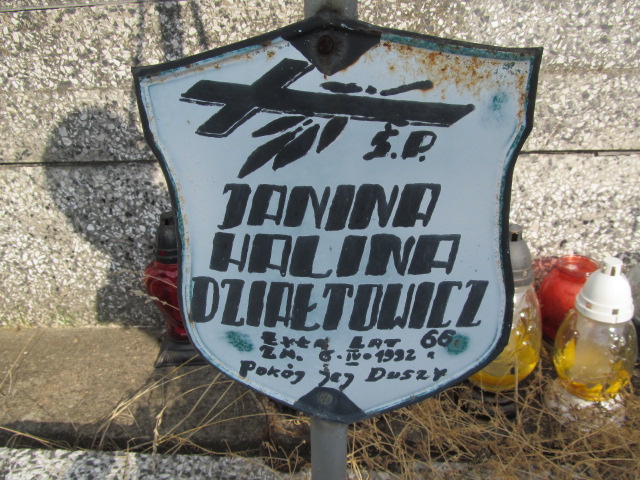 Ś.P.
JANINA
HALINA
DZIAŁTOWICZ
ŻYŁA LAT 66
ZM. 6.IV.1992
Pokój jej Duszy